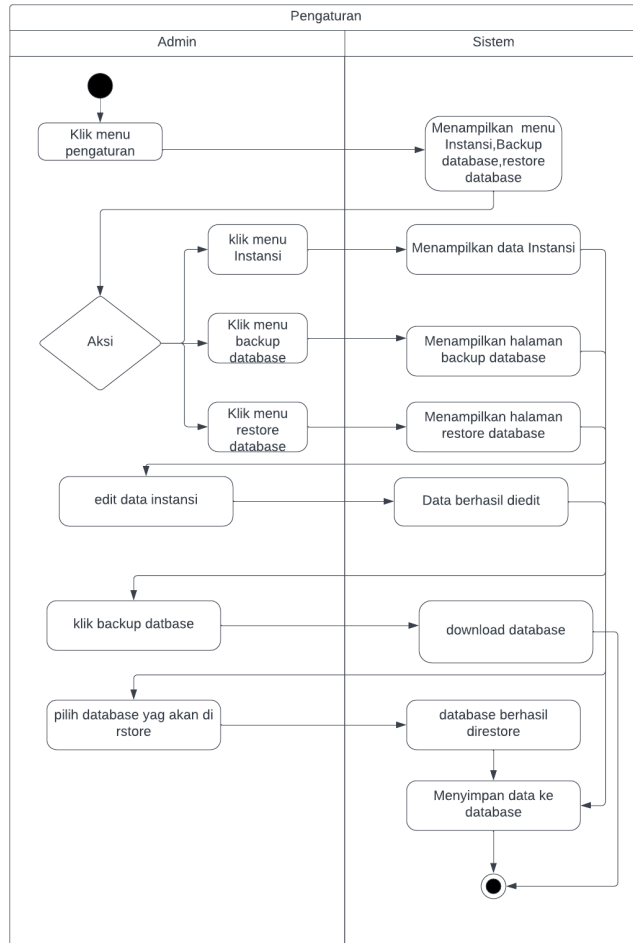 Pengaturan
Admin
Sistem
Klik menu
pengaturan
Menampilkan menu
Instansi,Backup
database,restore
database
klik menu
Instansi
Menampilkan data Instansi
Aksi
Klik menu
backup
database
Menampilkan halaman
backup database
Klik menu
restore
database
Menampilkan halaman
restore database
edit data instansi
Data berhasil diedit
klik backup datbase
download database
pilih database yag akan di
rstore
database berhasil
direstore
Menyimpan data ke
database